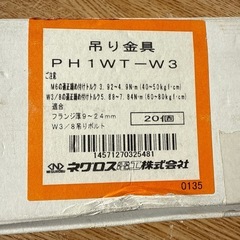 吊り金具
PH1WT-W3
ご注意
M6の適正締め付けトルク3.92~4.9N·m(40~50kgf·cm)
W3/8の適正締め付けトルク5.88~7.84N·m(60~80kgf·cm)
適合
フランジ厚9~24mm
W3/8吊りボルト
20個
14571270325481
ネグロス電工株式会社
0135